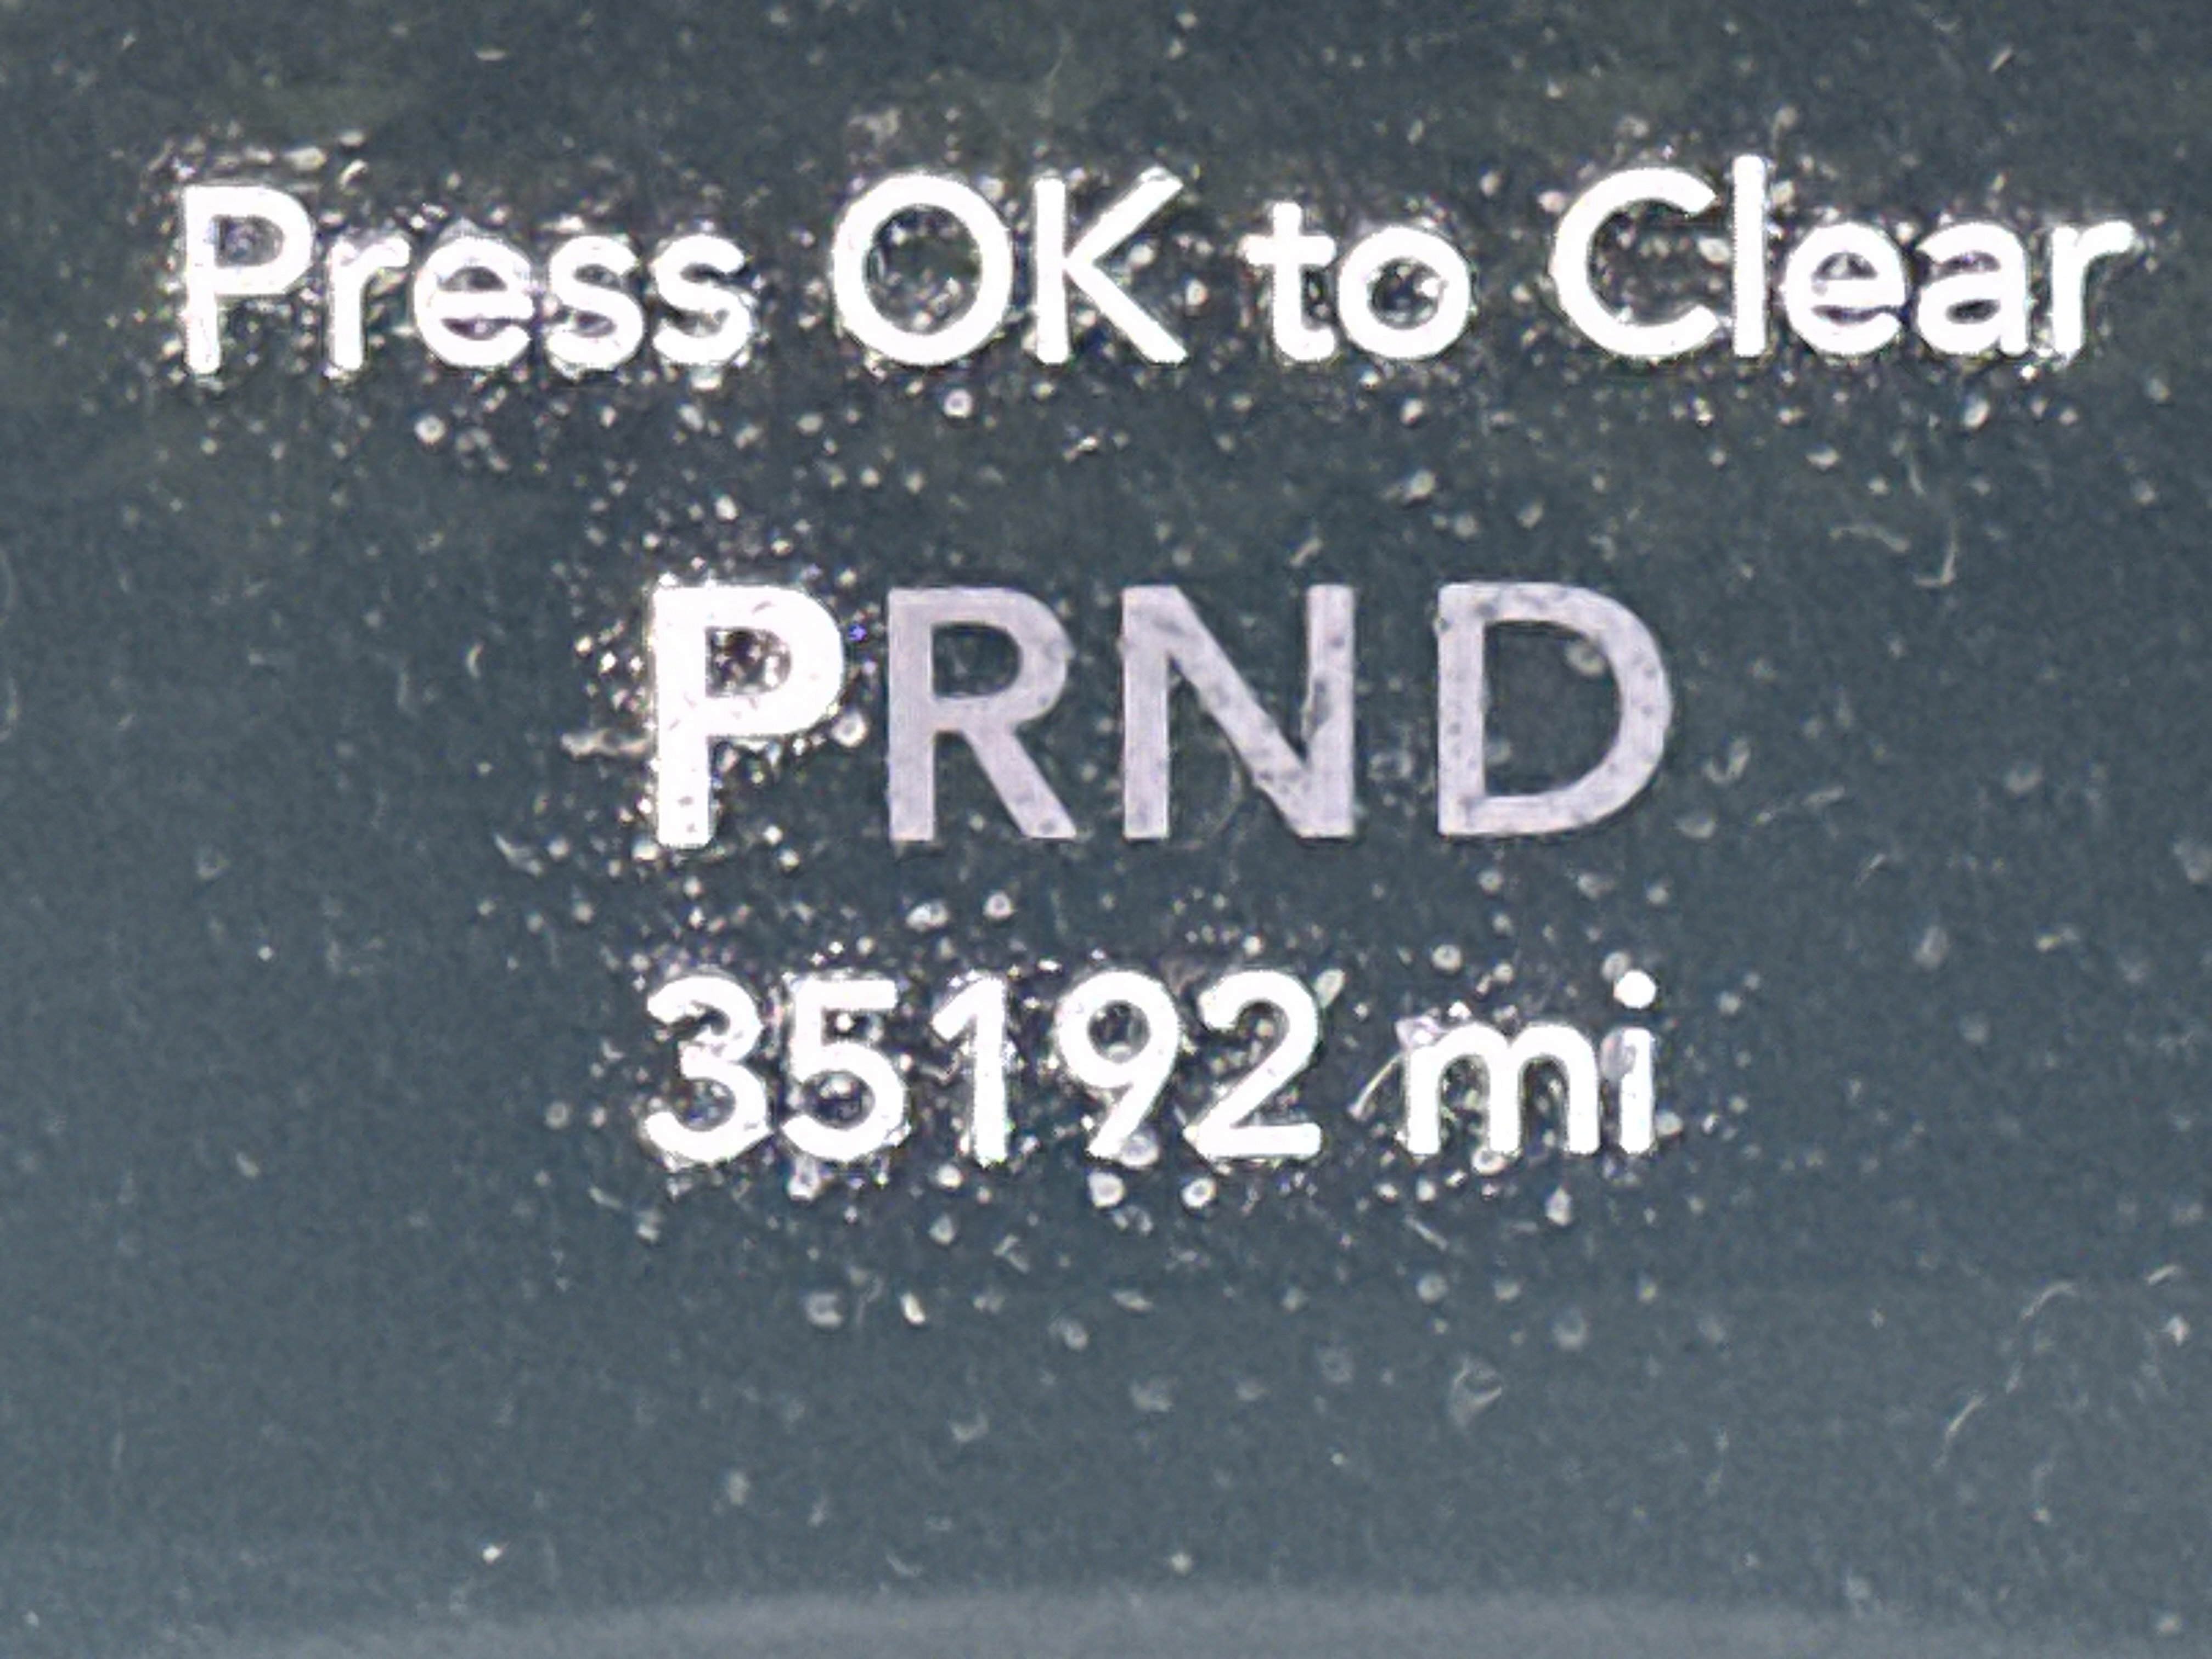 Press OK to Clear
PRND
35192 mi